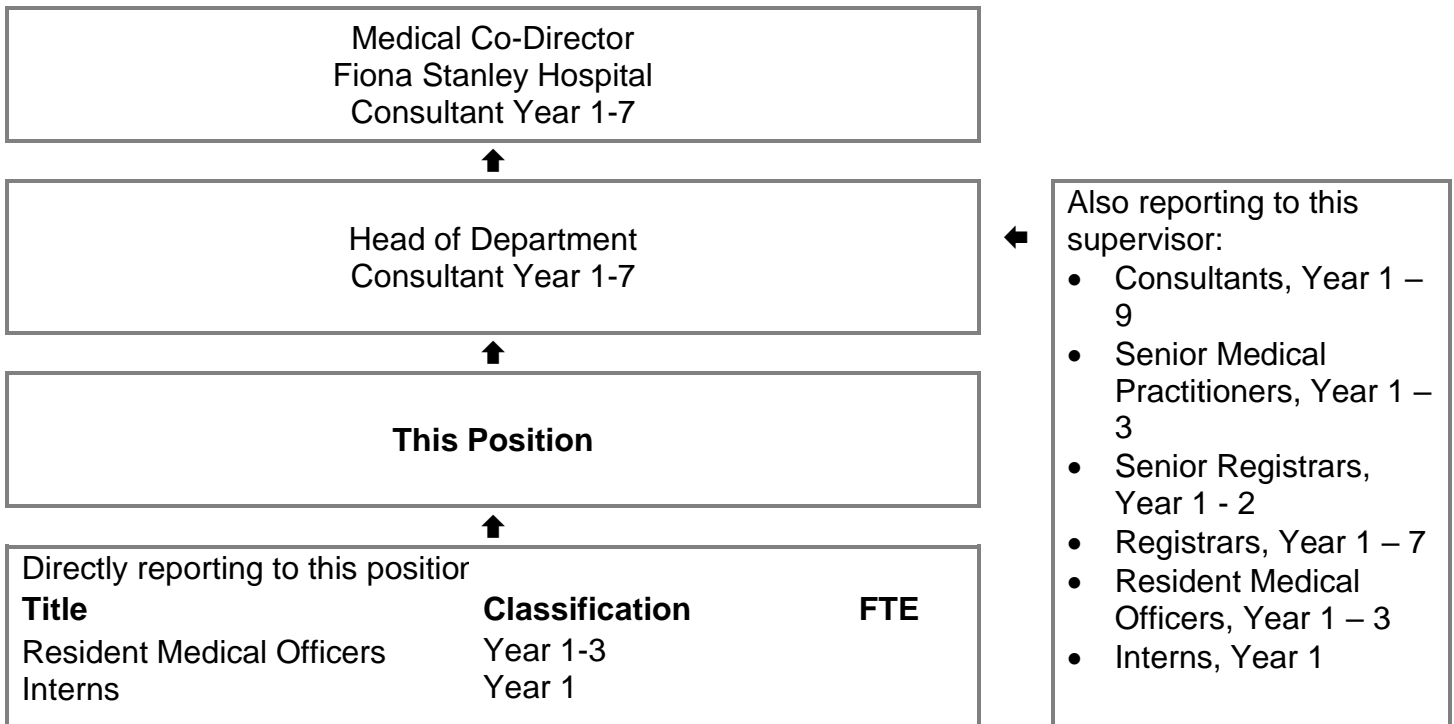 Medical Co-Director
Fiona Stanley Hospital
Consultant Year 1-7
Head of Department
Consultant Year 1-7
This Position
Directly reporting to this position
Title Classification FTE
Resident Medical Officers Year 1-3
Interns Year 1
Also reporting to this
supervisor:
• Consultants, Year 1 –
9
• Senior Medical
Practitioners, Year 1 –
3
• Senior Registrars,
Year 1 - 2
• Registrars, Year 1 – 7
• Resident Medical
Officers, Year 1 – 3
• Interns, Year 1